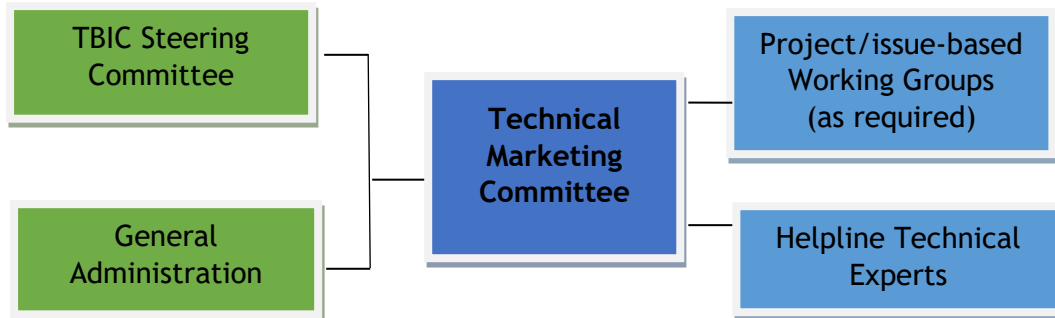 TBIC Steering
Committee
General
Administration
Technical
Marketing
Committee
Project/issue-based
Working Groups
(as required)
Helpline Technical
Experts